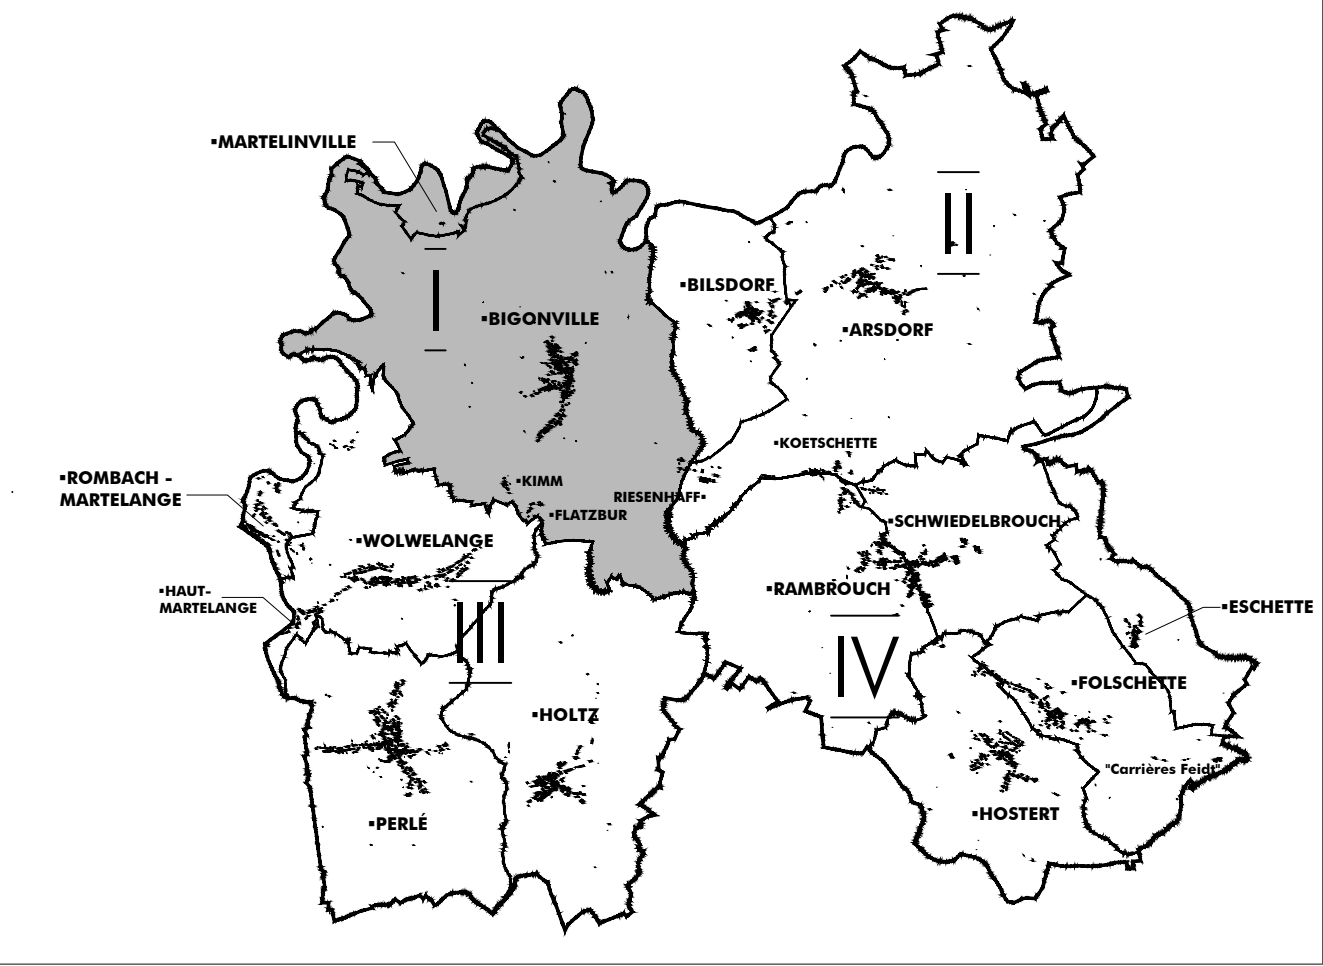 ▪MARTELINVILLE
II
I
▪BILSDORF
▪BIGONVILLE
▪ARSDORF
▪KOETSCHETTE
▪ROMBACH -
MARTELANGE
▪KIMM
RIESENHAFF▪
▪FLATZBUR
▪SCHWIEDELBROUCH
▪WOLWELANGE
▪HAUT-
MARTELANGE
▪RAMBROUCH
▪ESCHETTE
III
IV
▪FOLSCHETTE
▪HOLTZ
"Carrières Feidt"
▪HOSTERT
▪PERLÉ